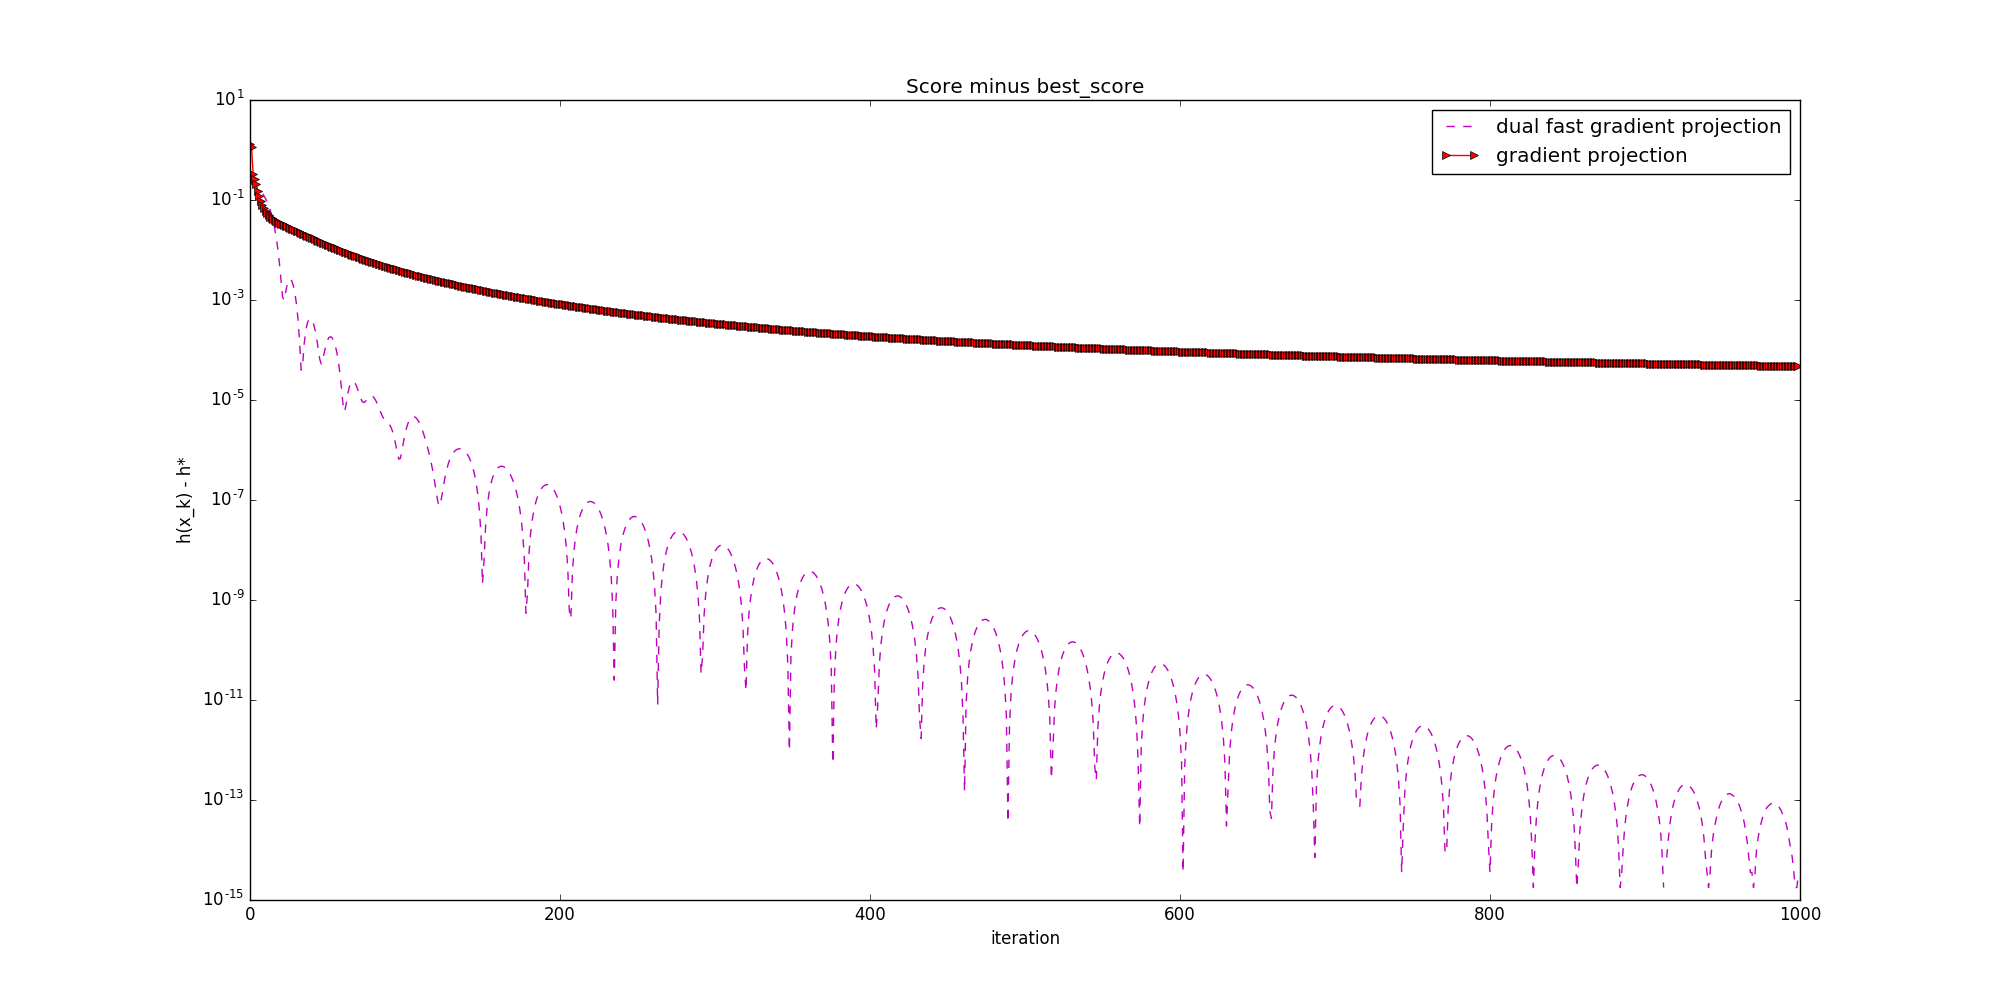 Score minus best_score
dual fast gradient projection
gradient projection
h(x_k) - h*
10^1
10^-1
10^-3
10^-5
10^-7
10^-9
10^-11
10^-13
10^-15
0 200 400 600 800 1000
iteration